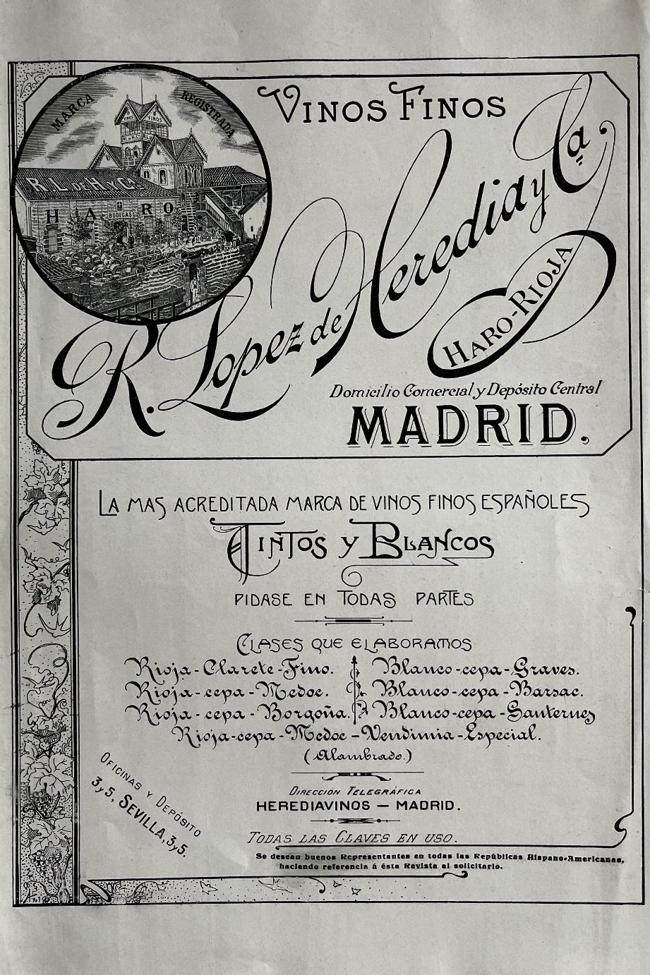 MARCA REGISTRADA
R. L. DE H. Y Cª.
HARO
BODEGAS
VINOS FINOS
R. Lopez de Heredia y Cª.
HARO-RIOJA
Domicilio Comercial y Depósito Central
MADRID.
LA MAS ACREDITADA MARCA DE VINOS FINOS ESPAÑOLES
TINTOS Y BLANCOS
PIDASE EN TODAS PARTES
CLASES QUE ELABORAMOS
Rioja-Clarete-Fino.
Blanco-cepa-Graves.
Rioja-cepa-Medoc.
Blanco-cepa-Barsac.
Rioja-cepa-Borgoña.
Blanco-cepa-Santernes
Rioja-cepa-Medoc-Vendimia-Especial.
(Alambrado.)
DIRECCION TELEGRÁFICA
HEREDIAVINOS — MADRID.
OFICINAS Y DEPÓSITO
3, 5, SEVILLA, 3, 5.
TODAS LAS CLAVES EN USO.
Se desean buenos Representantes en todas las Repúblicas Hispano-Americanas,
haciendo referencia á ésta Revista al solicitarlo.